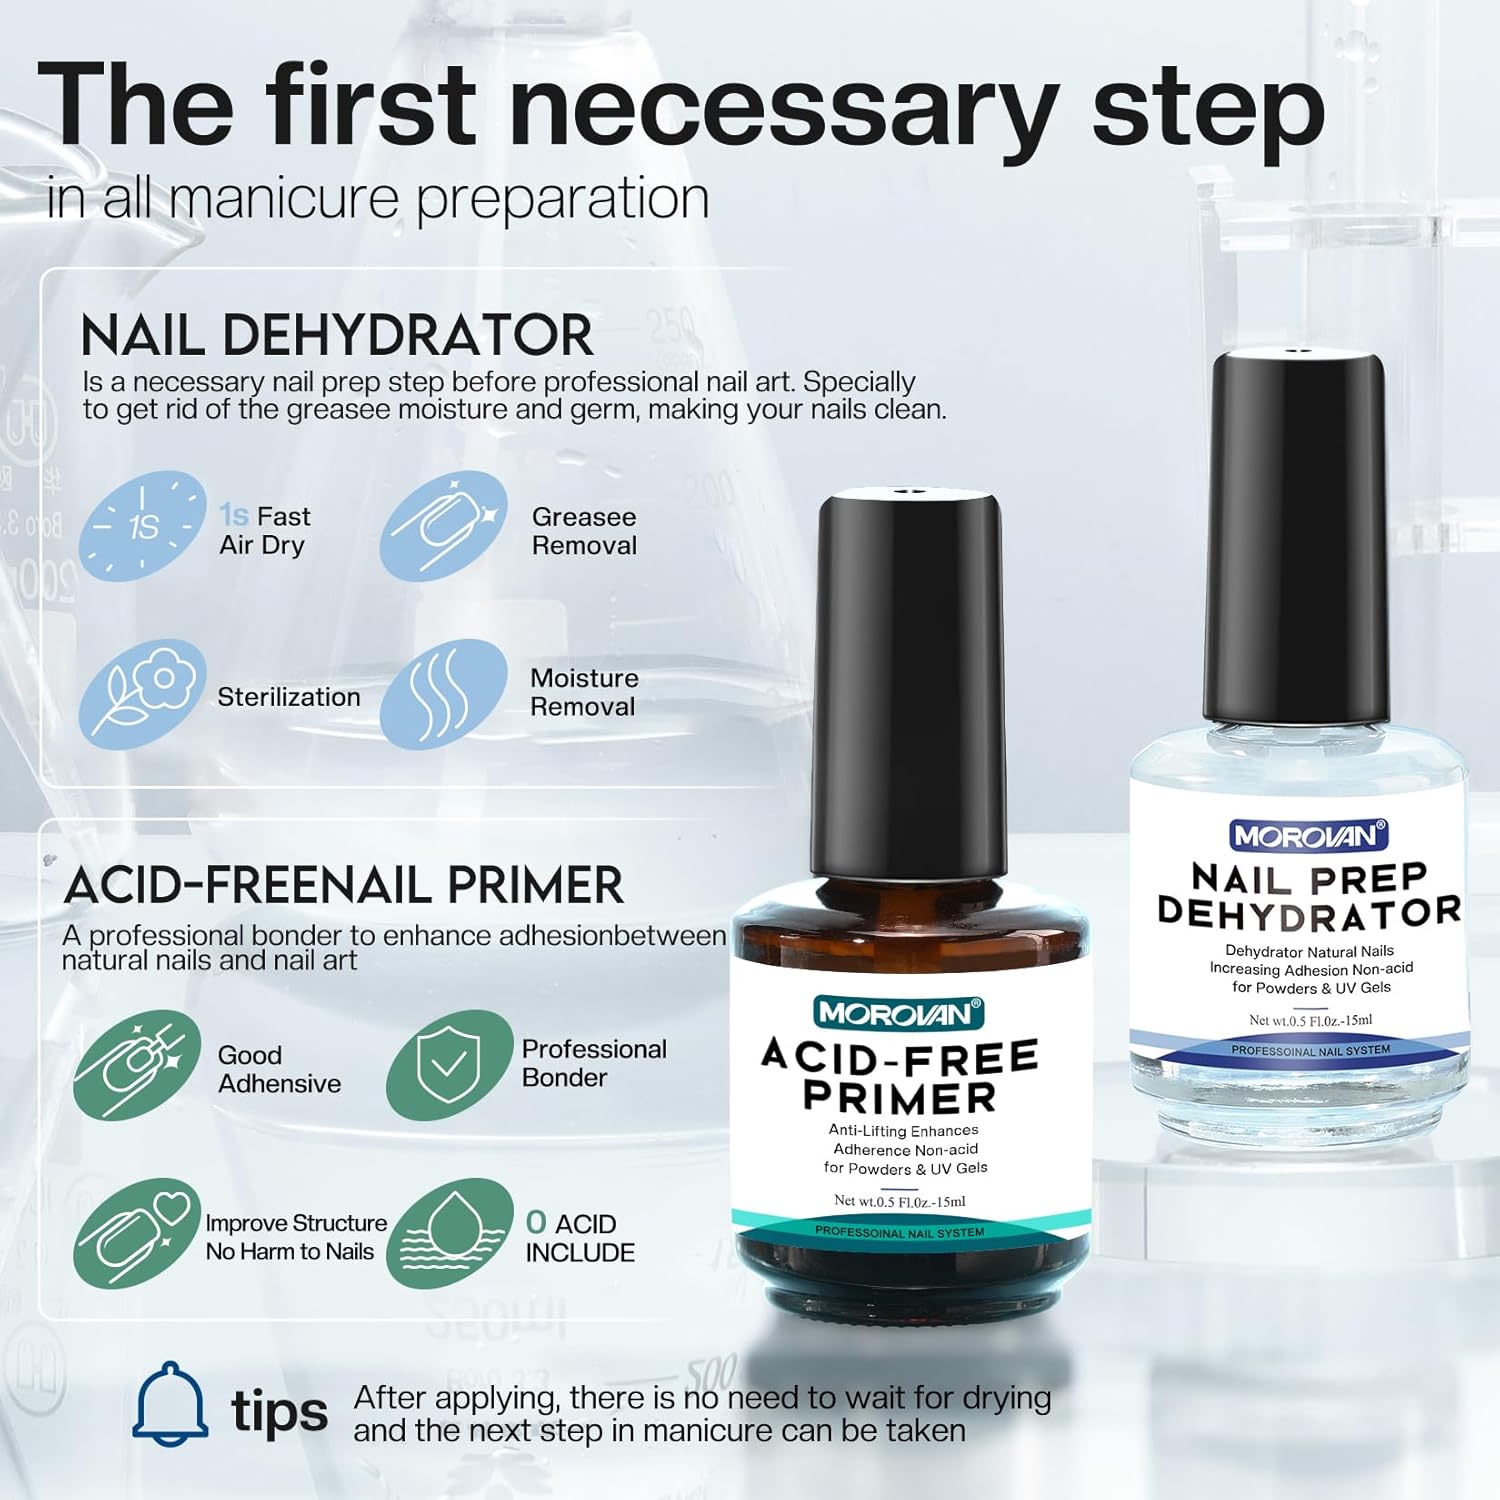 The first necessary step
in all manicure preparation
NAIL DEHYDRATOR
Is a necessary nail prep step before professional nail art. Specially
to get rid of the greasee moisture and germ, making your nails clean.
1S
1s Fast
Air Dry
Greasee
Removal
Sterilization
Moisture
Removal
ACID-FREENAIL PRIMER
A professional bonder to enhance adhesionbetween
natural nails and nail art
Good
Adhensive
Professional
Bonder
Improve Structure
No Harm to Nails
0 ACID
INCLUDE
tips
After applying, there is no need to wait for drying
and the next step in manicure can be taken
MOROVAN®
ACID-FREE
PRIMER
Anti-Lifting Enhances
Adherence Non-acid
for Powders & UV Gels
Net wt.0.5 Fl.0z.-15ml
PROFESSOINAL NAIL SYSTEM
MOROVAN®
NAIL PREP
DEHYDRATOR
Dehydrator Natural Nails
Increasing Adhesion Non-acid
for Powders & UV Gels
Net wt.0.5 Fl.0z.-15ml
PROFESSOINAL NAIL SYSTEM
250
200
250ml
500